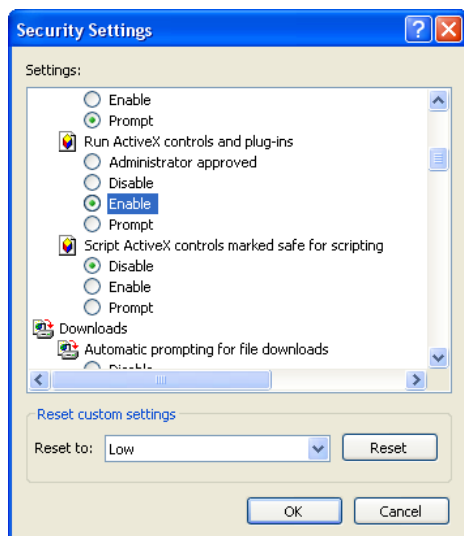 Security Settings
Settings:
Enable
Prompt
Run ActiveX controls and plug-ins
Administrator approved
Disable
Enable
Prompt
Script ActiveX controls marked safe for scripting
Disable
Enable
Prompt
Downloads
Automatic prompting for file downloads
Disable
Reset custom settings
Reset to: Low Reset
OK Cancel